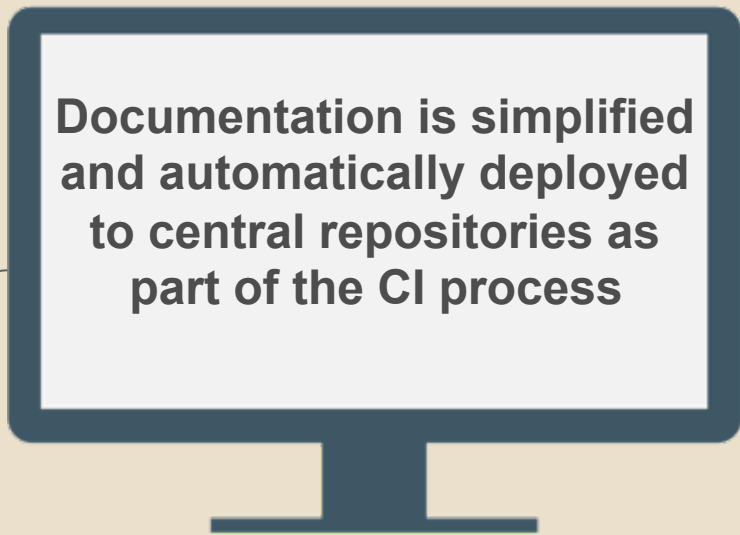 Documentation is simplified
and automatically deployed
to central repositories as
part of the CI process